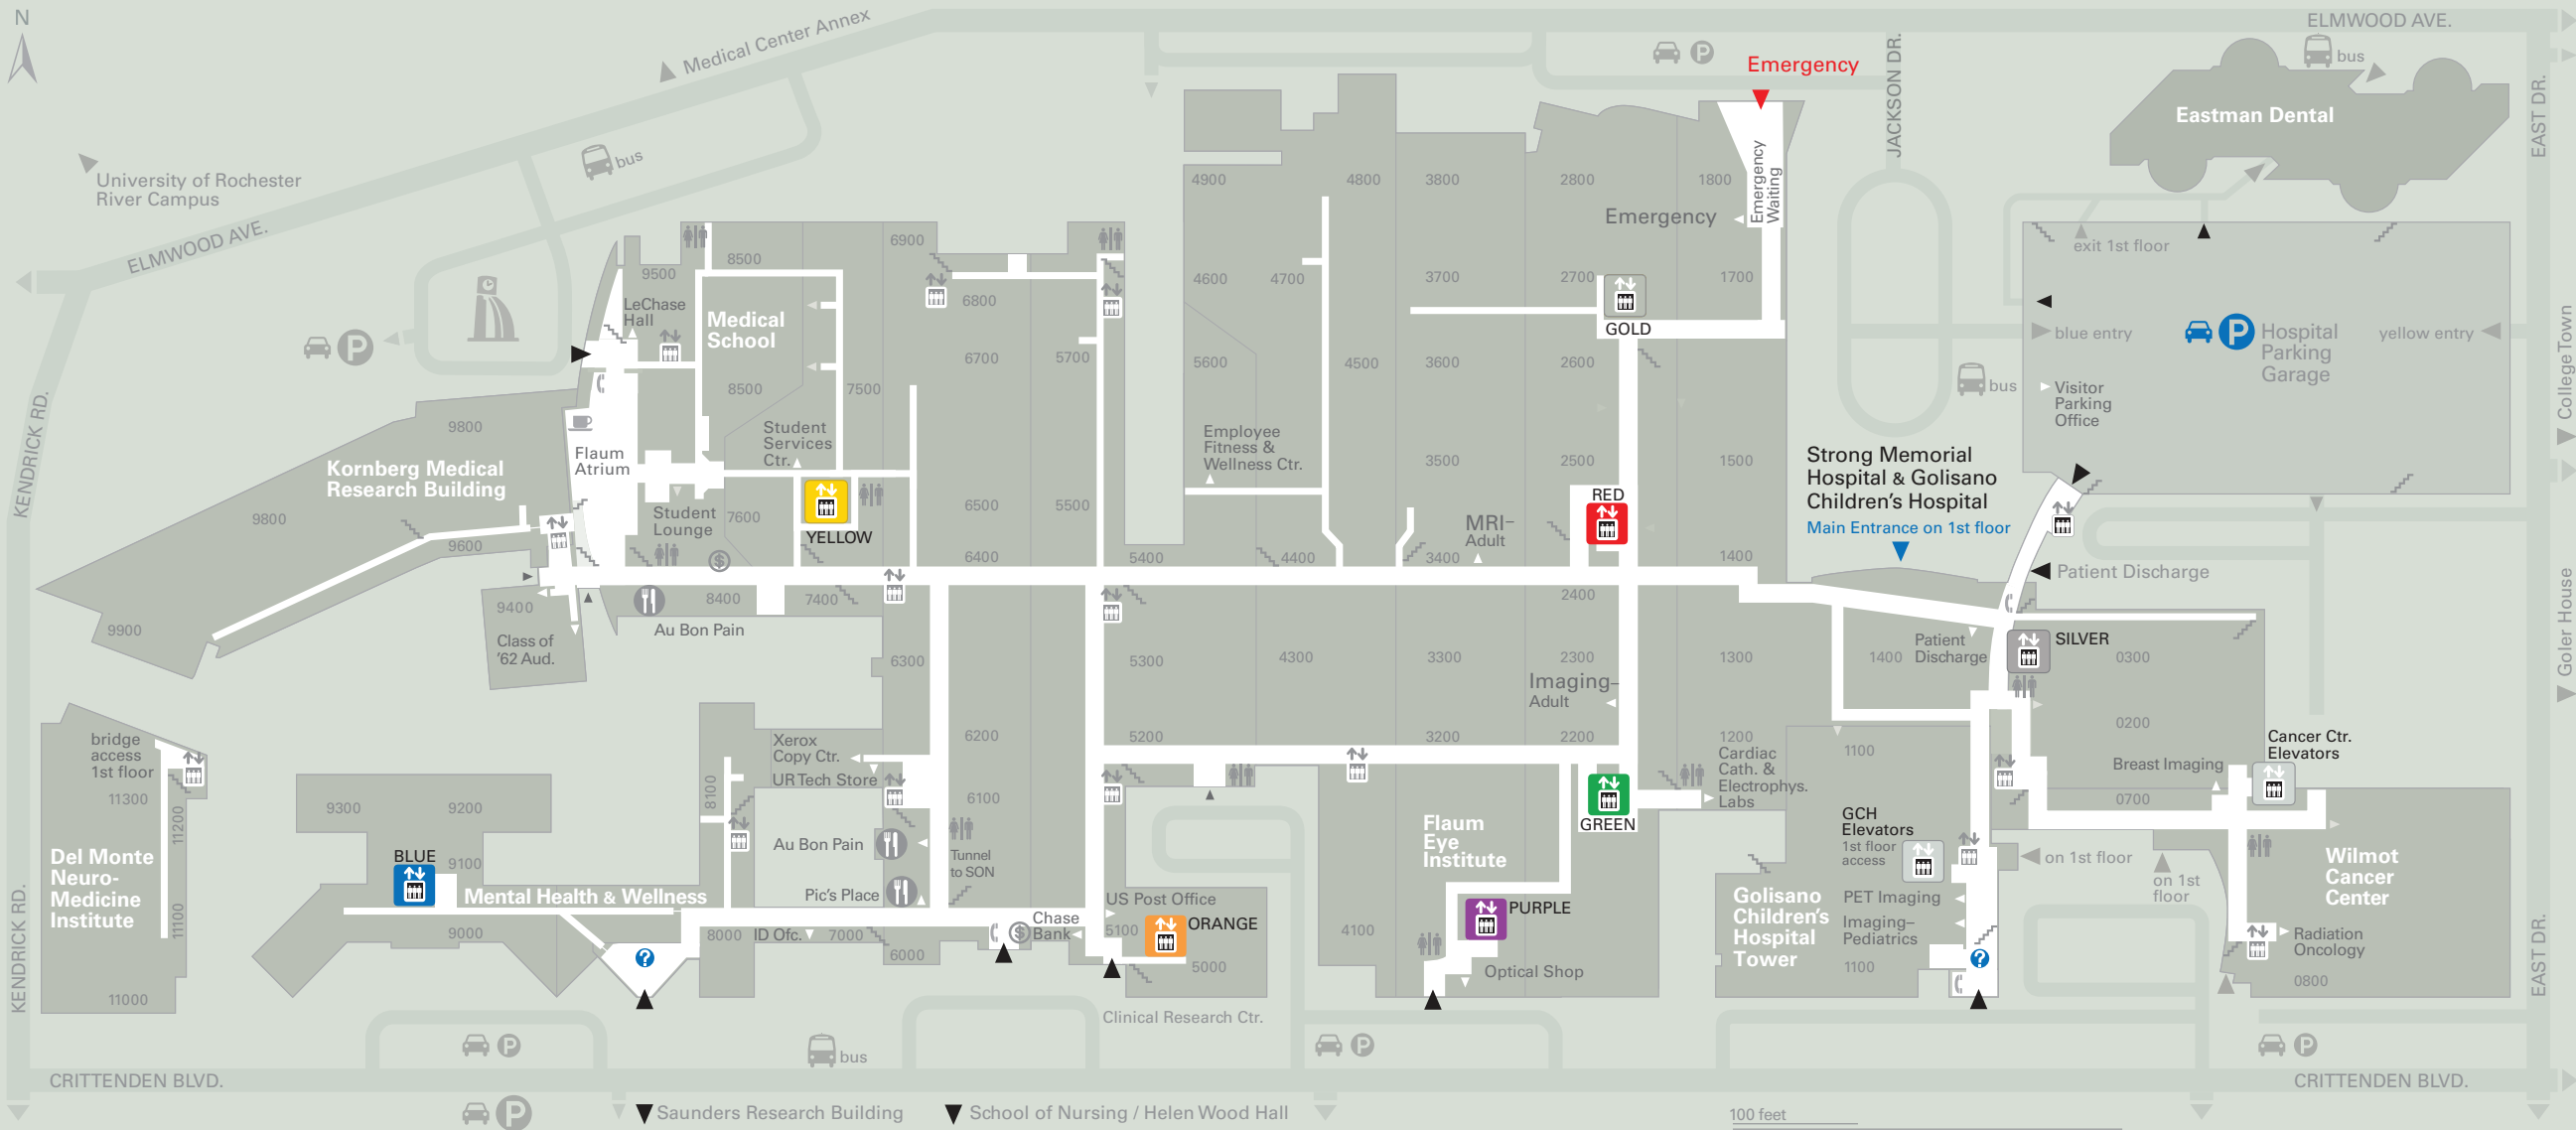 N
Medical Center Annex
ELMWOOD AVE.
University of Rochester
River Campus
ELMWOOD AVE.
bus
KENDRICK RD.
KENDRICK RD.
Emergency
JACKSON DR.
bus
EAST DR.
Eastman Dental
Emergency
Waiting
4900
4800
3800
2800
1800
Emergency
6900
9500
8500
LeChase
Hall
Medical
School
6800
4600
4700
3700
2700
1700
GOLD
exit 1st floor
blue entry
P
Hospital
Parking
Garage
yellow entry
Visitor
Parking
Office
bus
College Town
6700
5700
5600
4500
3600
2600
8500
7500
9800
Kornberg Medical
Research Building
Flaum
Atrium
Student
Services
Ctr.
Employee
Fitness &
Wellness Ctr.
3500
2500
1500
Strong Memorial
Hospital & Golisano
Children's Hospital
Main Entrance on 1st floor
9800
9600
Student
Lounge
7600
YELLOW
6500
5500
RED
MRI–
Adult
6400
5400
4400
3400
1400
Patient Discharge
Goler House
$
9400
Class of
'62 Aud.
9900
8400
7400
Au Bon Pain
2400
6300
5300
4300
3300
2300
1300
1400
Patient
Discharge
SILVER
0300
Imaging–
Adult
bridge
access
1st floor
11300
11200
11100
11000
Del Monte
Neuro-
Medicine
Institute
9300
9200
9100
BLUE
9000
Mental Health & Wellness
?
8100
Xerox
Copy Ctr.
UR Tech Store
6200
5200
3200
2200
1200
1100
0200
Cancer Ctr.
Elevators
Breast Imaging
0700
Cardiac
Cath. &
Electrophys.
Labs
6100
Au Bon Pain
Tunnel
to SON
Pic's Place
Flaum
Eye
Institute
GREEN
GCH
Elevators
1st floor
access
on 1st floor
on 1st
floor
Wilmot
Cancer
Center
PET Imaging
Imaging–
Pediatrics
1100
Golisano
Children's
Hospital
Tower
?
8000
ID Ofc.
7000
6000
$
Chase
Bank
US Post Office
5100
ORANGE
5000
4100
PURPLE
Optical Shop
Radiation
Oncology
0800
Clinical Research Ctr.
P
P
bus
P
P
EAST DR.
CRITTENDEN BLVD.
CRITTENDEN BLVD.
P
Saunders Research Building
School of Nursing / Helen Wood Hall
100 feet